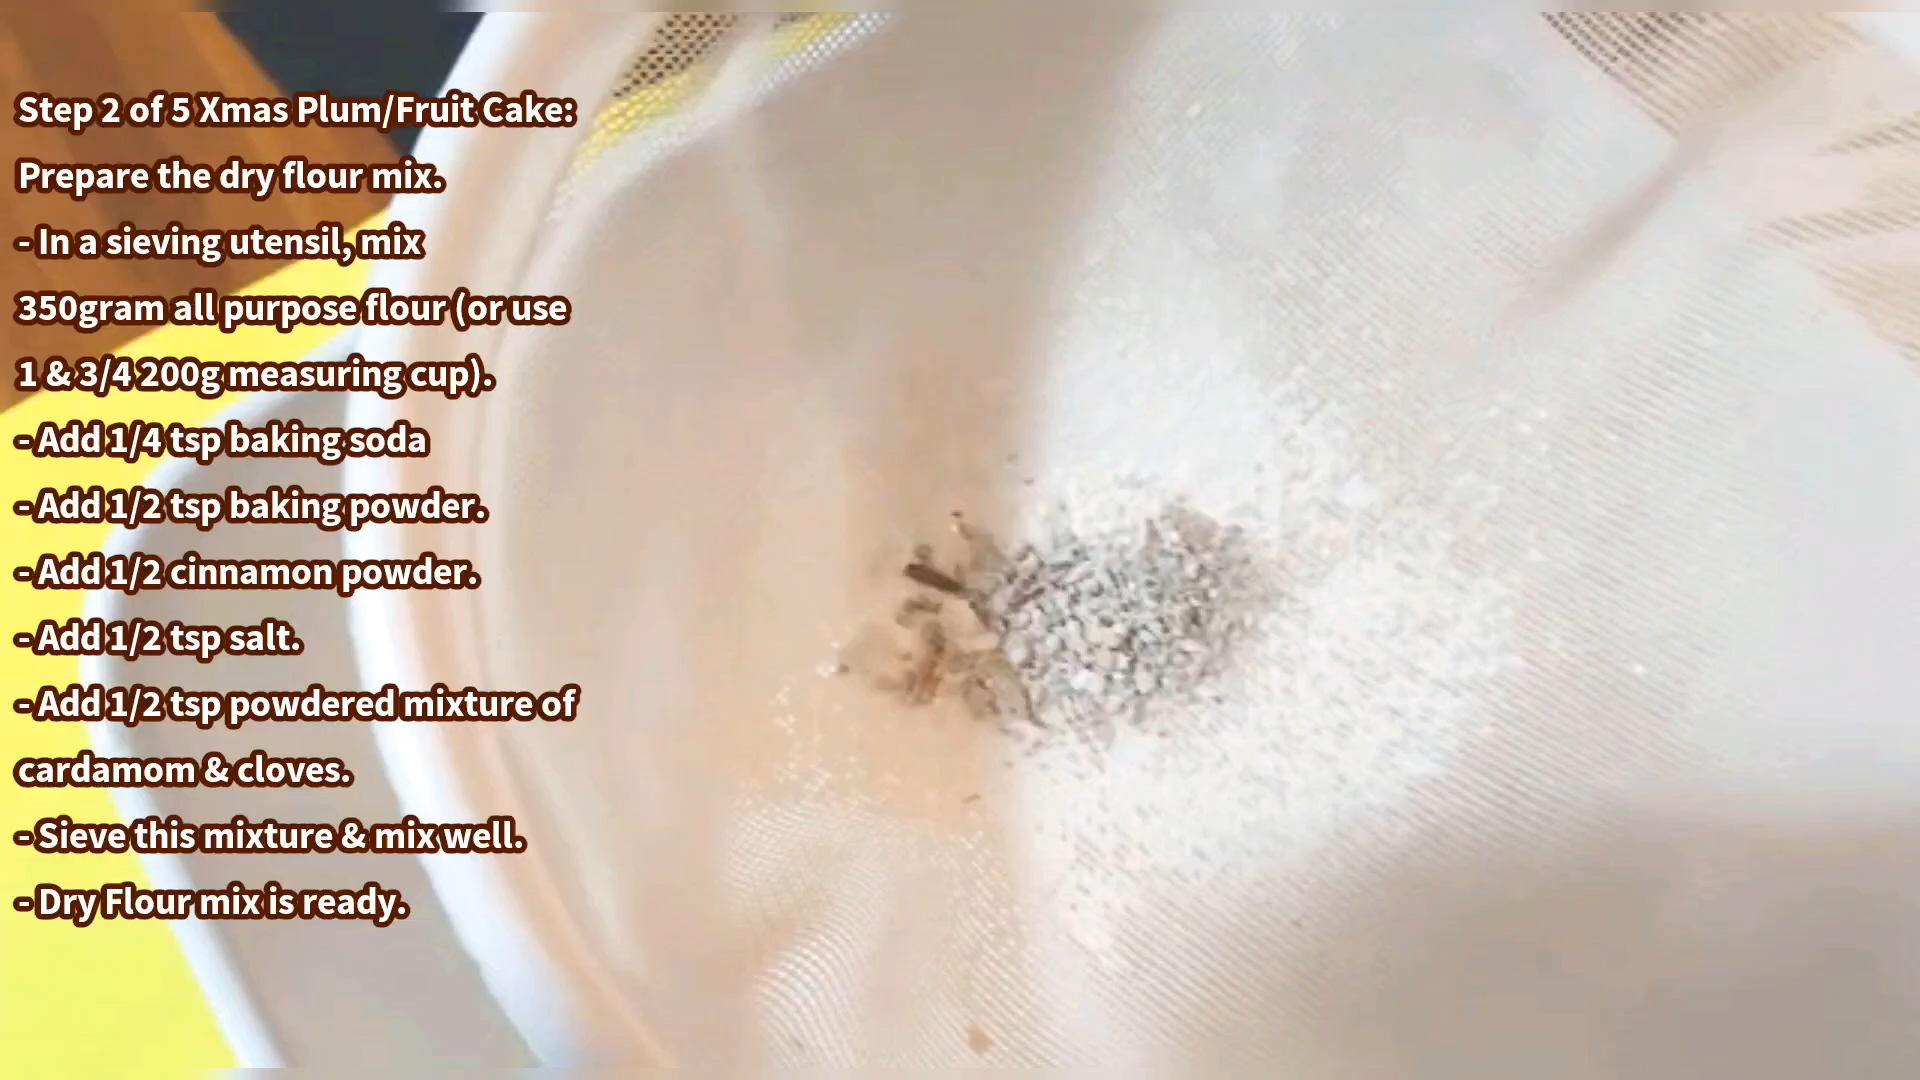 Step 2 of 5 Xmas Plum/Fruit Cake:
Prepare the dry flour mix.
- In a sieving utensil, mix
350gram all purpose flour (or use
1 & 3/4 200g measuring cup).
- Add 1/4 tsp baking soda
- Add 1/2 tsp baking powder.
- Add 1/2 cinnamon powder.
- Add 1/2 tsp salt.
- Add 1/2 tsp powdered mixture of
cardamom & cloves.
- Sieve this mixture & mix well.
- Dry Flour mix is ready.